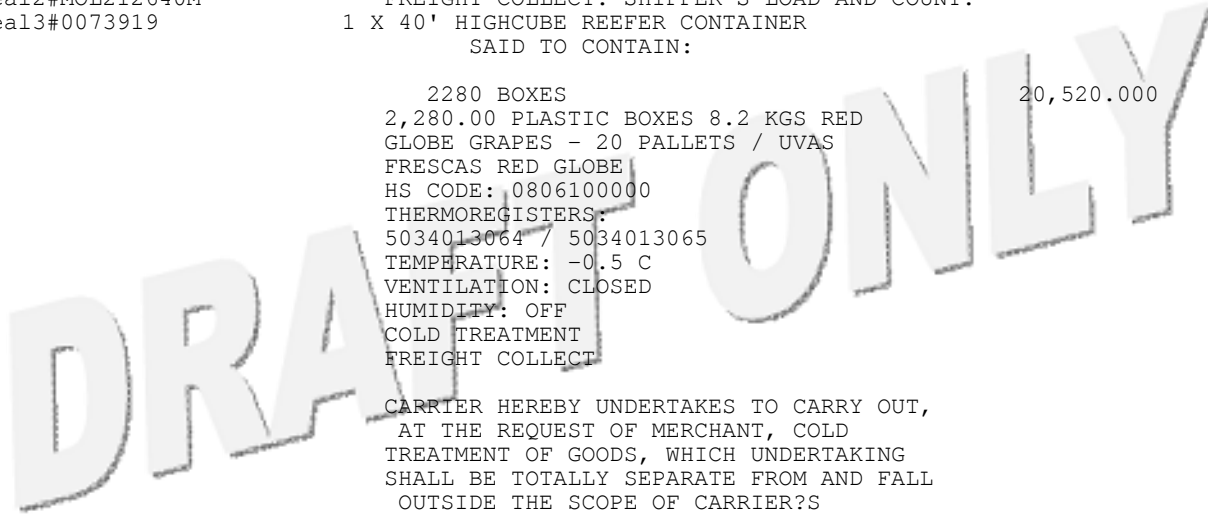 eal2#MOL212640M FREIGHT COLLECT. SHIPPER'S LOAD AND COUNT.
eal3#0073919 1 X 40' HIGHCUBE REEFER CONTAINER
SAID TO CONTAIN:
2280 BOXES 20,520.000
2,280.00 PLASTIC BOXES 8.2 KGS RED
GLOBE GRAPES - 20 PALLETS / UVAS
FRESCAS RED GLOBE
HS CODE: 0806100000
THERMOREGISTERS:
5034013064 / 5034013065
TEMPERATURE: -0.5 C
VENTILATION: CLOSED
HUMIDITY: OFF
COLD TREATMENT
FREIGHT COLLECT
CARRIER HEREBY UNDERTAKES TO CARRY OUT,
AT THE REQUEST OF MERCHANT, COLD
TREATMENT OF GOODS, WHICH UNDERTAKING
SHALL BE TOTALLY SEPARATE FROM AND FALL
OUTSIDE THE SCOPE OF CARRIER?S
DRAFT ONLY